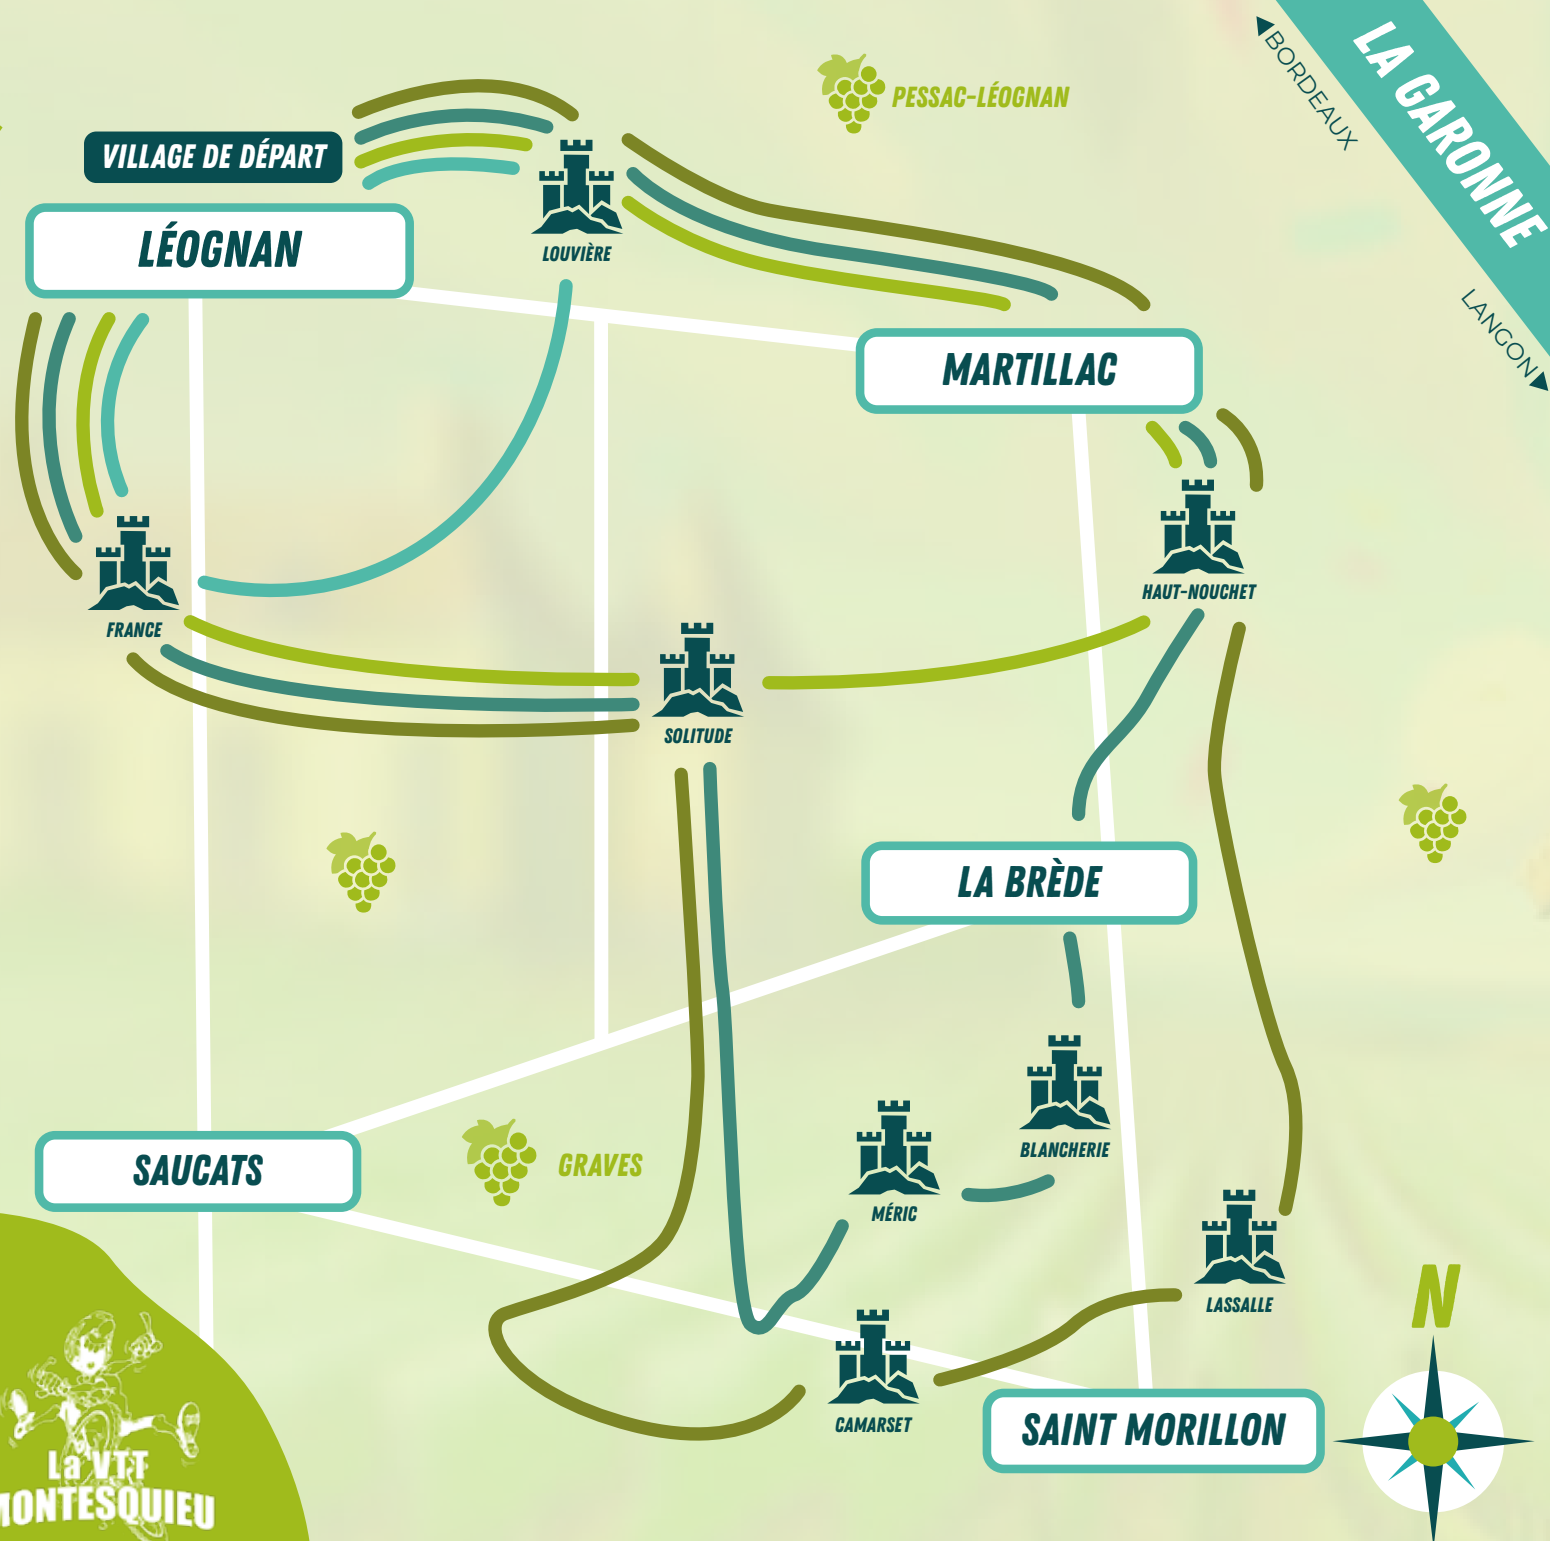 PESSAC-LÉOGNAN
◀BORDEAUX
LA GARONNE
LANGON▶
VILLAGE DE DÉPART
LÉOGNAN
LOUVIÈRE
MARTILLAC
HAUT-NOUCHET
FRANCE
SOLITUDE
LA BRÈDE
BLANCHERIE
SAUCATS
GRAVES
MÉRIC
LASSALLE
N
CAMARSET
SAINT MORILLON
La VTT
MONTESQUIEU